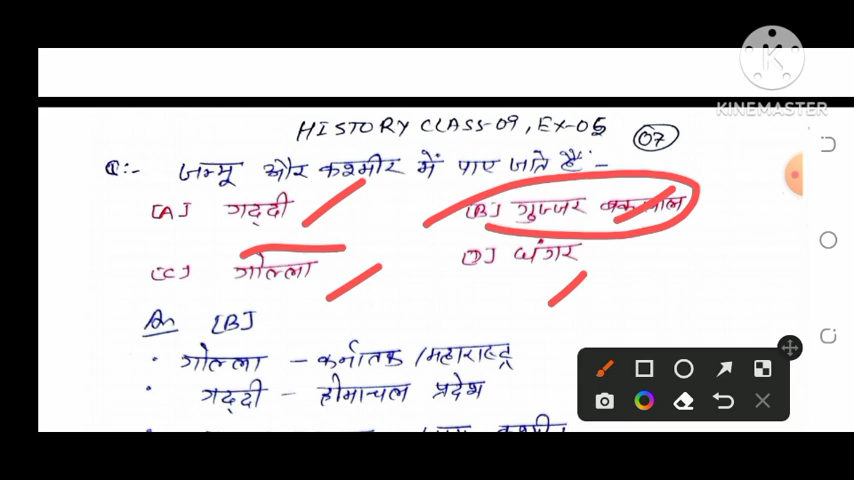 KINEMASTER
HISTORY CLASS-09, EX-05 07
Q:- जम्मू और कश्मीर में पाए जाते हैं:-
[A] गद्दी [B] गुज्जर बकरवाल
[C] गोल्ला [D] धंगर
Ans [B]
• गोल्ला - कर्नाटक /महाराष्ट्र
• गद्दी - हीमाचल प्रदेश